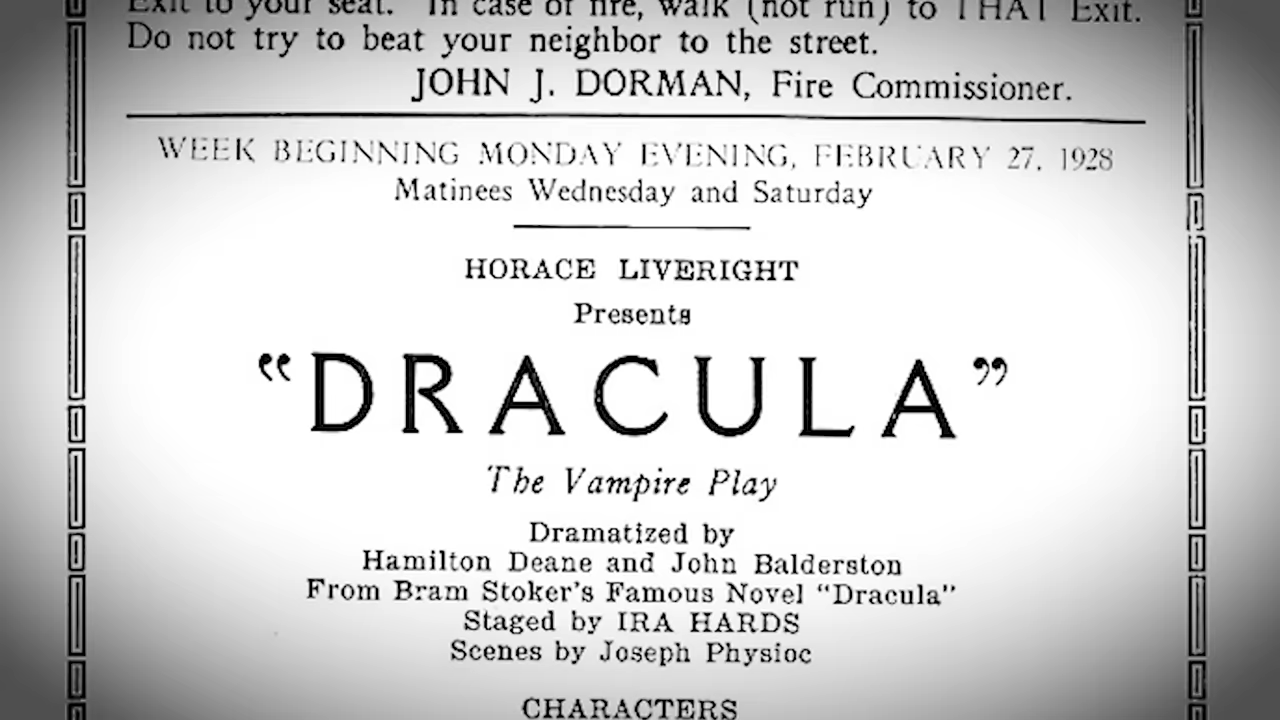 Exit to your seat. In case of fire, walk (not run) to THAT Exit.
Do not try to beat your neighbor to the street.
JOHN J. DORMAN, Fire Commissioner.
WEEK BEGINNING MONDAY EVENING, FEBRUARY 27, 1928
Matinees Wednesday and Saturday
HORACE LIVERIGHT
Presents
“DRACULA”
The Vampire Play
Dramatized by
Hamilton Deane and John Balderston
From Bram Stoker's Famous Novel “Dracula”
Staged by IRA HARDS
Scenes by Joseph Physioc
CHARACTERS